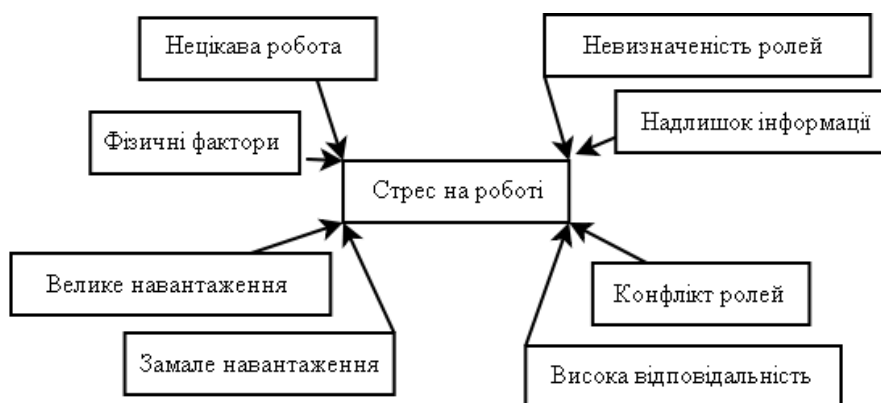 Нецікава робота
Невизначеність ролей
Фізичні фактори
Надлишок інформації
Стрес на роботі
Велике навантаження
Конфлікт ролей
Замале навантаження
Висока відповідальність